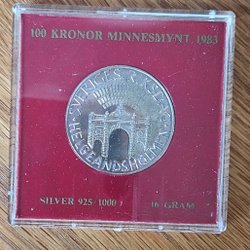 100 KRONOR MINNESMYNT 1983
SVERIGES RIKSDAG Å
HELGEANDSHOLMEN
SILVER 925/1000
16 GRAM